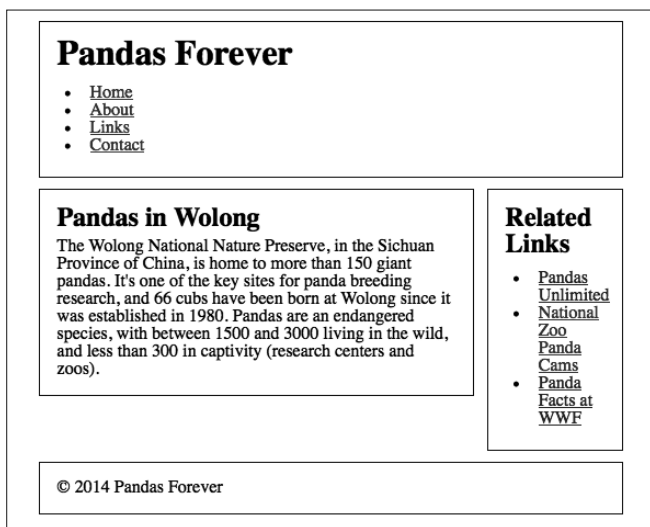 Pandas Forever
Home
About
Links
Contact
Pandas in Wolong
The Wolong National Nature Preserve, in the Sichuan
Province of China, is home to more than 150 giant
pandas. It's one of the key sites for panda breeding
research, and 66 cubs have been born at Wolong since it
was established in 1980. Pandas are an endangered
species, with between 1500 and 3000 living in the wild,
and less than 300 in captivity (research centers and
zoos).
Related
Links
Pandas
Unlimited
National
Zoo
Panda
Cams
Panda
Facts at
WWF
© 2014 Pandas Forever